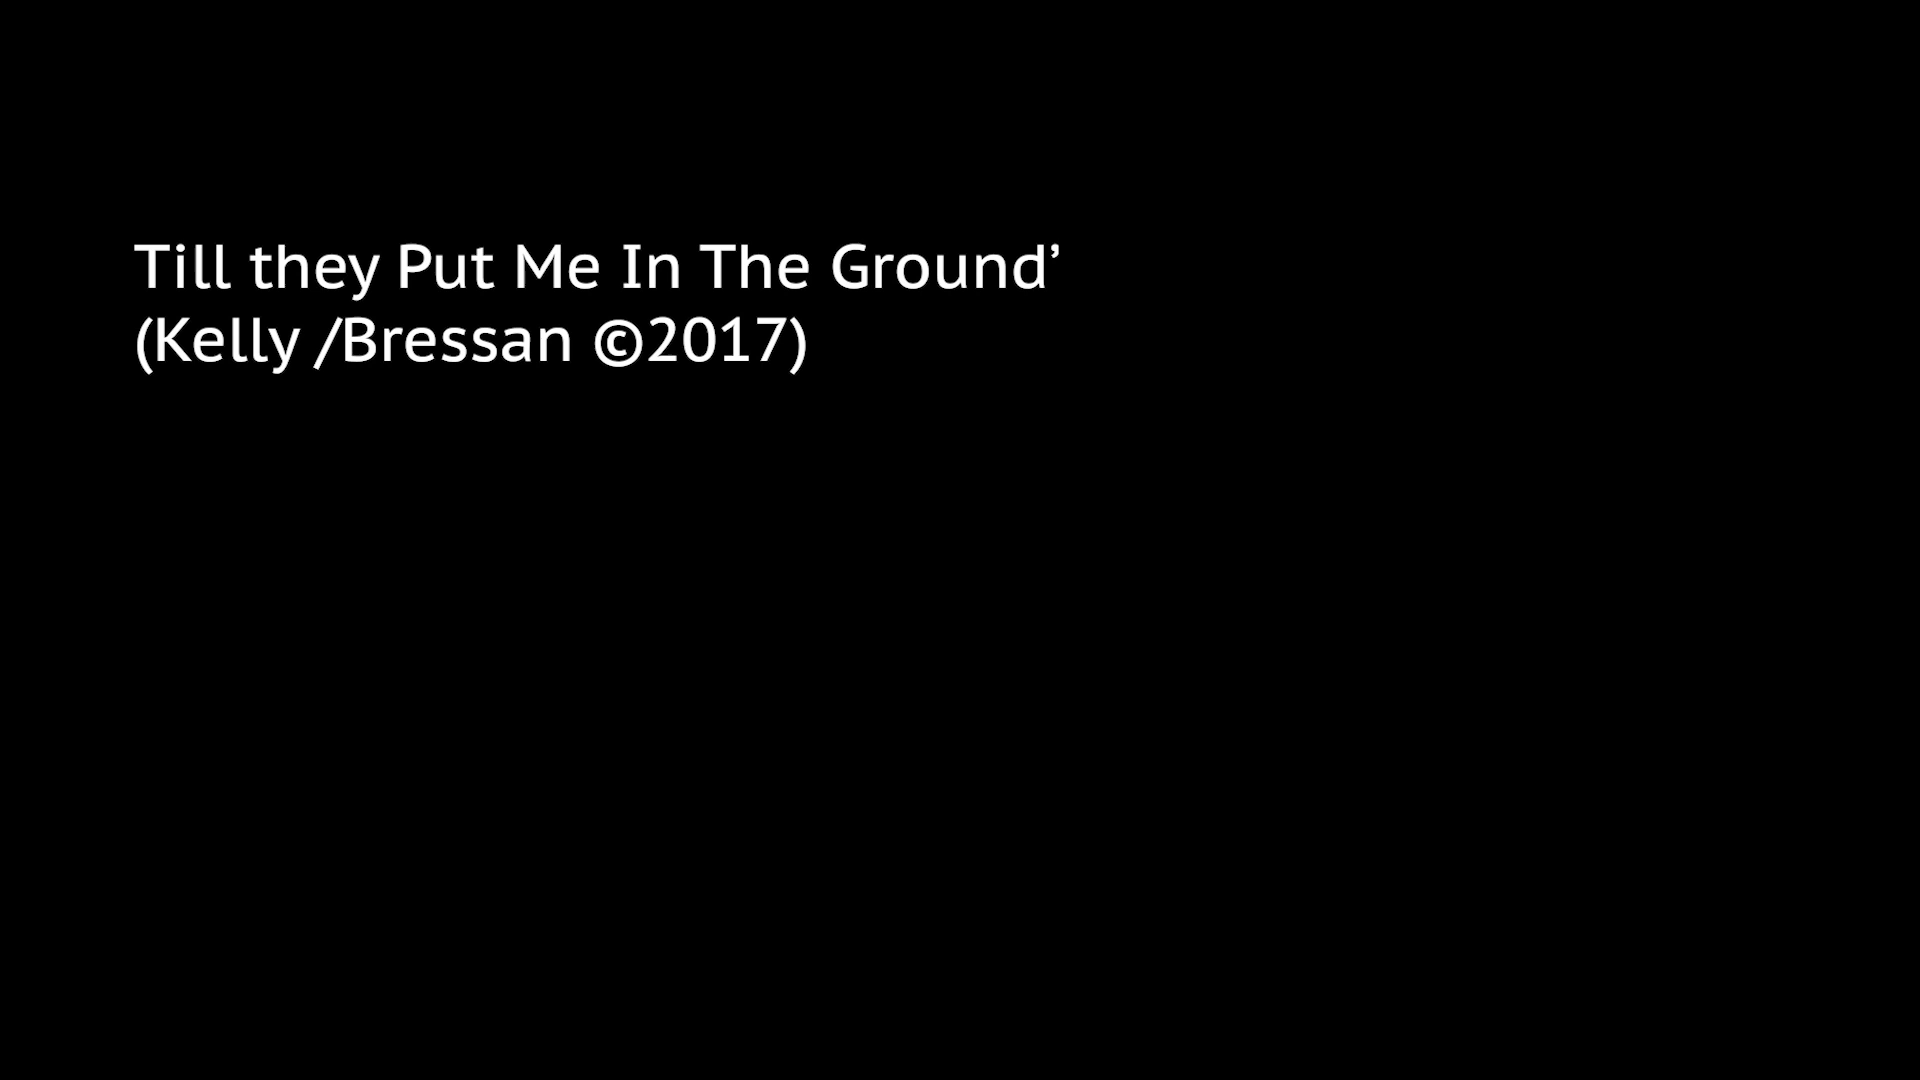 Till they Put Me In The Ground’
(Kelly /Bressan ©2017)